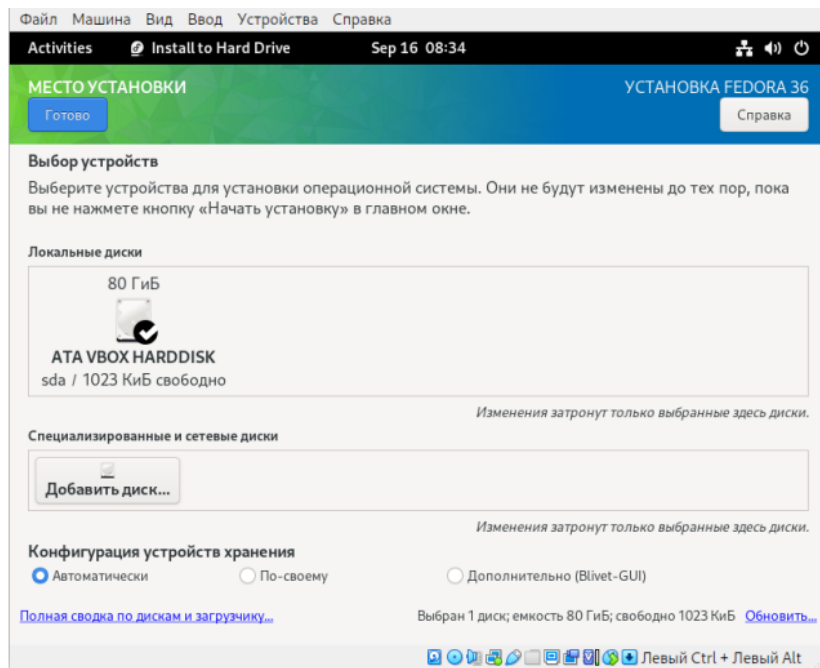 Файл Машина Вид Ввод Устройства Справка
Activities Install to Hard Drive Sep 16 08:34
МЕСТО УСТАНОВКИ УСТАНОВКА FEDORA 36
Готово Справка
Выбор устройств
Выберите устройства для установки операционной системы. Они не будут изменены до тех пор, пока
вы не нажмете кнопку «Начать установку» в главном окне.
Локальные диски
80 ГиБ
ATA VBOX HARDDISK
sda / 1023 КиБ свободно
Изменения затронут только выбранные здесь диски.
Специализированные и сетевые диски
Добавить диск...
Изменения затронут только выбранные здесь диски.
Конфигурация устройств хранения
Автоматически По-своему Дополнительно (Blivet-GUI)
Полная сводка по дискам и загрузчику... Выбран 1 диск; емкость 80 ГиБ; свободно 1023 КиБ Обновить...
Левый Ctrl + Левый Alt